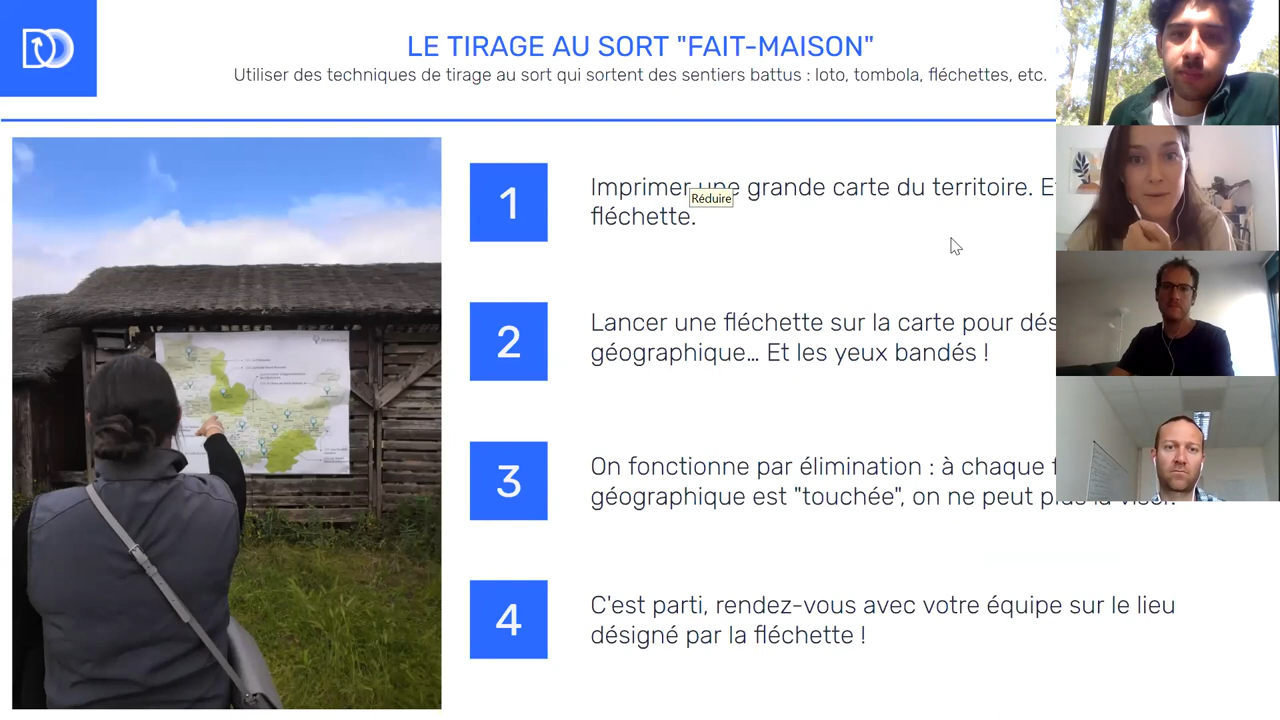 LE TIRAGE AU SORT "FAIT-MAISON"
Utiliser des techniques de tirage au sort qui sortent des sentiers battus : loto, tombola, fléchettes, etc.
1
Imprimer une grande carte du territoire.
fléchette.
Réduire
2
Lancer une fléchette sur la carte pour
géographique... Et les yeux bandés !
3
On fonctionne par élimination : à chaque
géographique est "touchée", on ne peut plus la viser.
4
C'est parti, rendez-vous avec votre équipe sur le lieu
désigné par la fléchette !